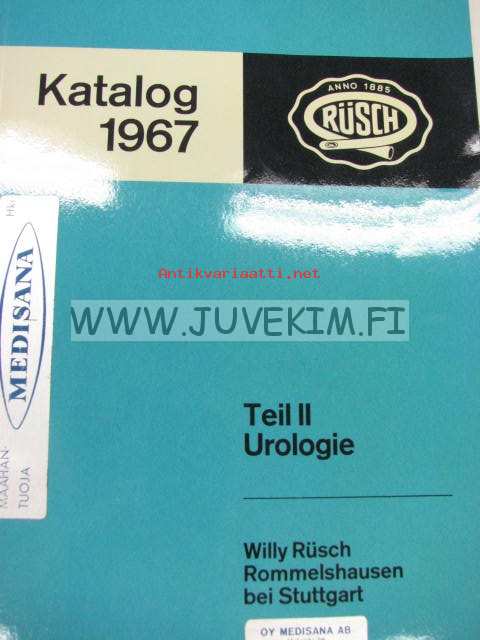 Katalog
1967
ANNO 1885
RÜSCH
MEDISANA
MAAHAN-
TUOJA
Antikvariaatti.net
WWW.JUVEKIM.FI
Teil II
Urologie
Willy Rüsch
Rommelshausen
bei Stuttgart
OY MEDISANA AB